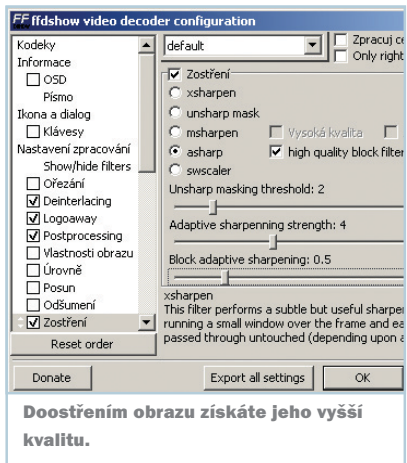 FF ffdshow video decoder configuration
Kodeky
Informace
OSD
Písmo
Ikona a dialog
Klávesy
Nastavení zpracování
Show/hide filters
Ořezání
Deinterlacing
Logoaway
Postprocessing
Vlastnosti obrazu
Úrovně
Posun
Odšumení
Zostření
Reset order
default
Zpracuj
Only right
Zostření
xsharpen
unsharp mask
msharpen
Vysoká kvalita
asharp
high quality block filter
swscaler
Unsharp masking threshold: 2
Adaptive sharpenning strength: 4
Block adaptive sharpening: 0.5
xsharpen
This filter performs a subtle but useful sharpe
running a small window over the frame and ea
passed through untouched (depending upon a
Donate
Export all settings
OK
Doostřením obrazu získáte jeho vyšší
kvalitu.